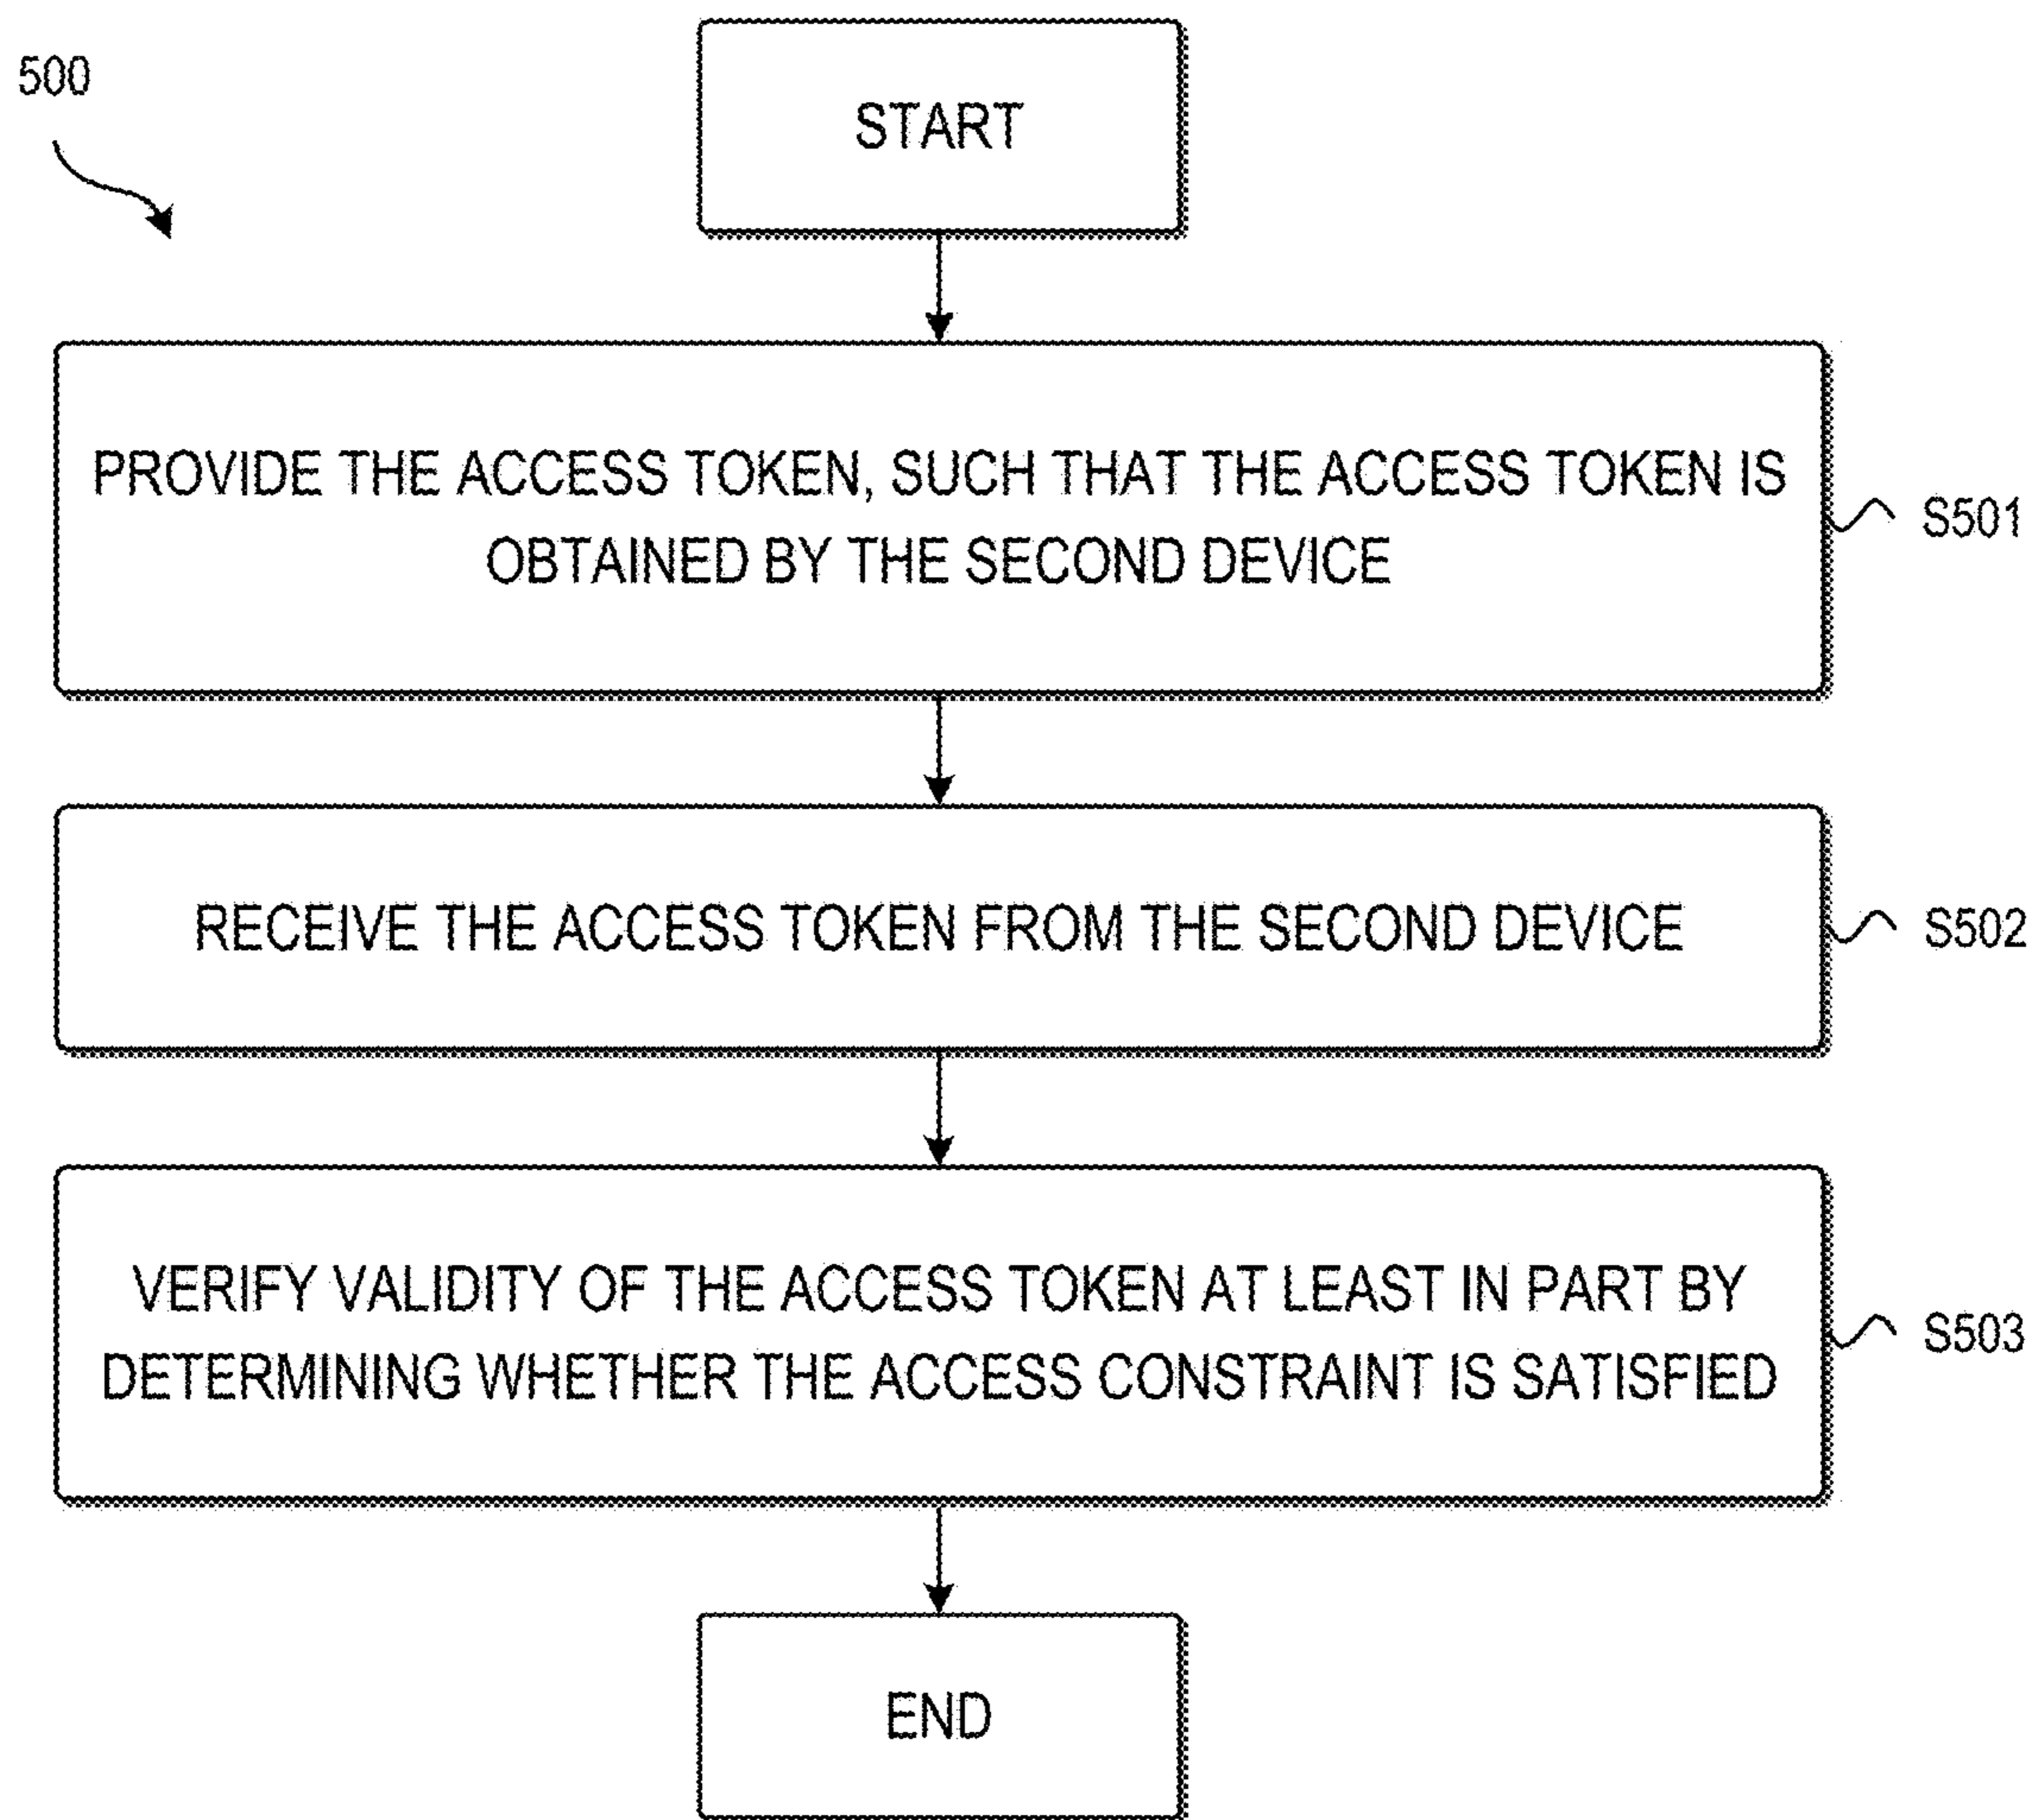 500
START
PROVIDE THE ACCESS TOKEN, SUCH THAT THE ACCESS TOKEN IS
OBTAINED BY THE SECOND DEVICE
S501
RECEIVE THE ACCESS TOKEN FROM THE SECOND DEVICE
S502
VERIFY VALIDITY OF THE ACCESS TOKEN AT LEAST IN PART BY
DETERMINING WHETHER THE ACCESS CONSTRAINT IS SATISFIED
S503
END